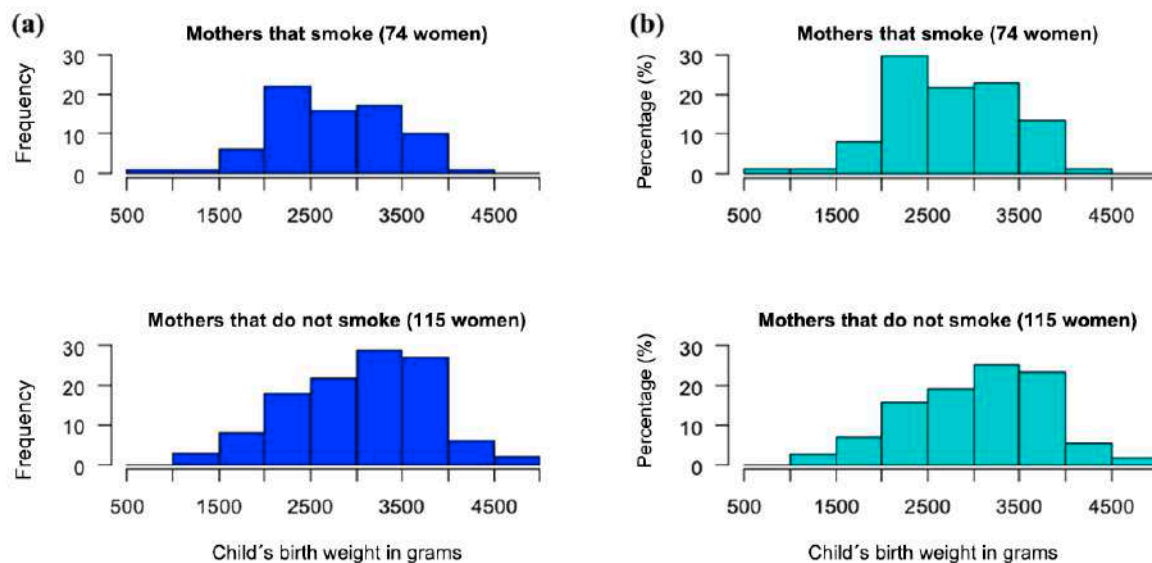 (a)
Mothers that smoke (74 women)
Frequency
30
20
10
0
500 1500 2500 3500 4500
Mothers that do not smoke (115 women)
Frequency
30
20
10
0
500 1500 2500 3500 4500
Child´s birth weight in grams
(b)
Mothers that smoke (74 women)
Percentage (%)
30
20
10
0
500 1500 2500 3500 4500
Mothers that do not smoke (115 women)
Percentage (%)
30
20
10
0
500 1500 2500 3500 4500
Child´s birth weight in grams